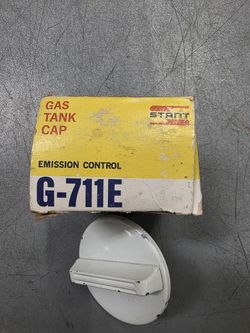 GAS
TANK
CAP
STANT
EMISSION CONTROL
G-711E